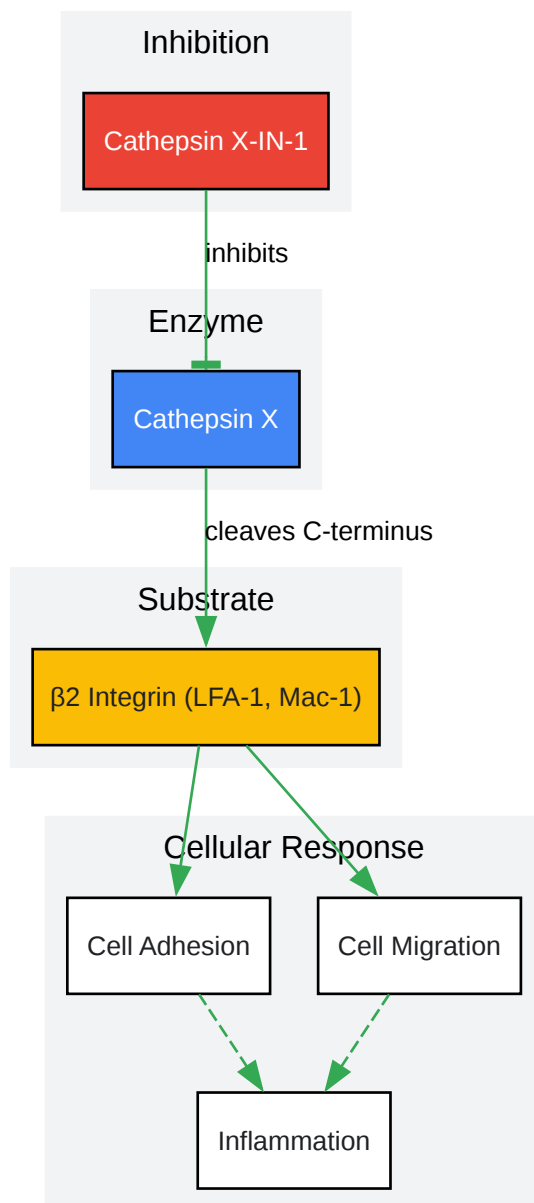 Inhibition
Cathepsin X-IN-1
inhibits
Enzyme
Cathepsin X
cleaves C-terminus
Substrate
β2 Integrin (LFA-1, Mac-1)
Cellular Response
Cell Adhesion
Cell Migration
Inflammation